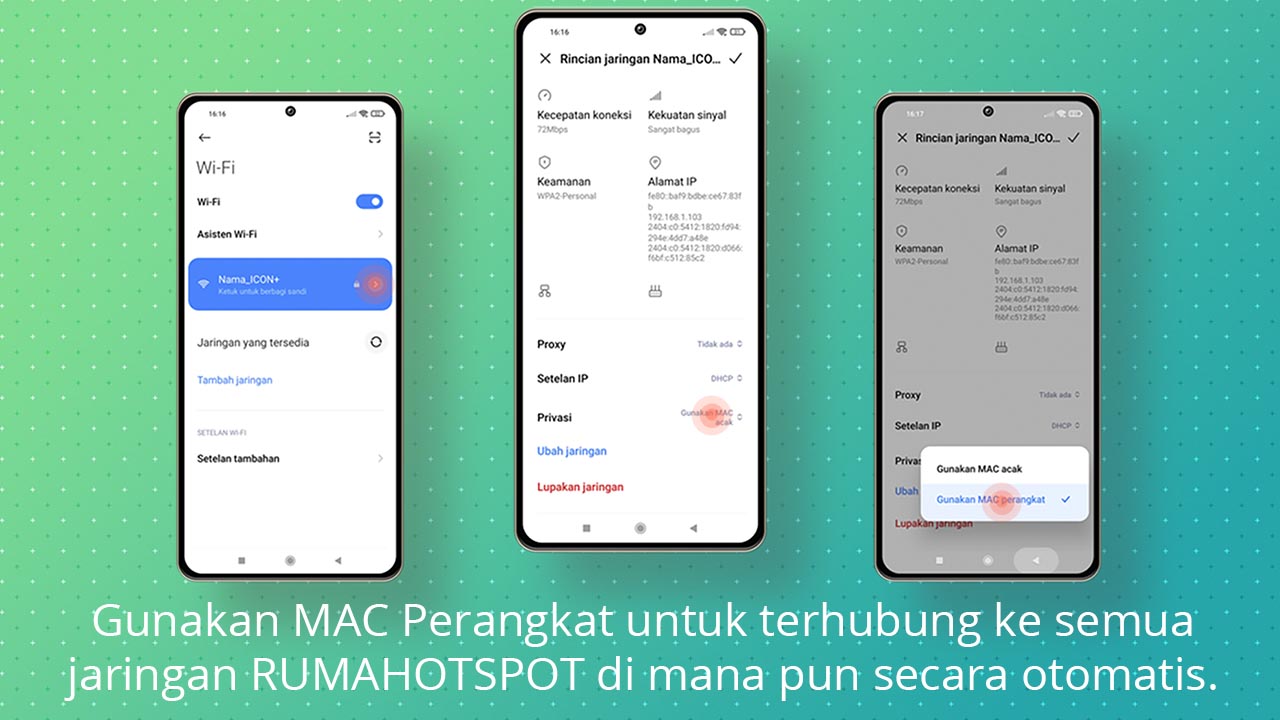 16:16
Wi-Fi
Wi-Fi
Asisten Wi-Fi
Nama_ICON+
Ketuk untuk berbagi sandi
Jaringan yang tersedia
Tambah jaringan
SETELAN WI-FI
Setelan tambahan
16:16
Rincian jaringan Nama_ICO...
Kecepatan koneksi
72Mbps
Kekuatan sinyal
Sangat bagus
Keamanan
WPA2-Personal
Alamat IP
fe80::baf9:bdbe:ce67:83f
b
192.168.1.103
2404:c0:5412:1820:fd94:
294e:4dd7:a48e
2404:c0:5412:1820:d066:
f6bf:c512:85c2
Proxy
Tidak ada
Setelan IP
DHCP
Privasi
Gunakan MAC
acak
Ubah jaringan
Lupakan jaringan
16:17
Rincian jaringan Nama_ICO...
Kecepatan koneksi
72Mbps
Kekuatan sinyal
Sangat bagus
Keamanan
WPA2-Personal
Alamat IP
fe80::baf9:bdbe:ce67:83f
b
192.168.1.103
2404:c0:5412:1820:fd94:
294e:4dd7:a48e
2404:c0:5412:1820:d066:
f6bf:c512:85c2
Proxy
Tidak ada
Setelan IP
DHCP
Privas
Gunakan MAC acak
Ubah
Gunakan MAC perangkat
Lupakan jaringan
Gunakan MAC Perangkat untuk terhubung ke semua
jaringan RUMAHOTSPOT di mana pun secara otomatis.